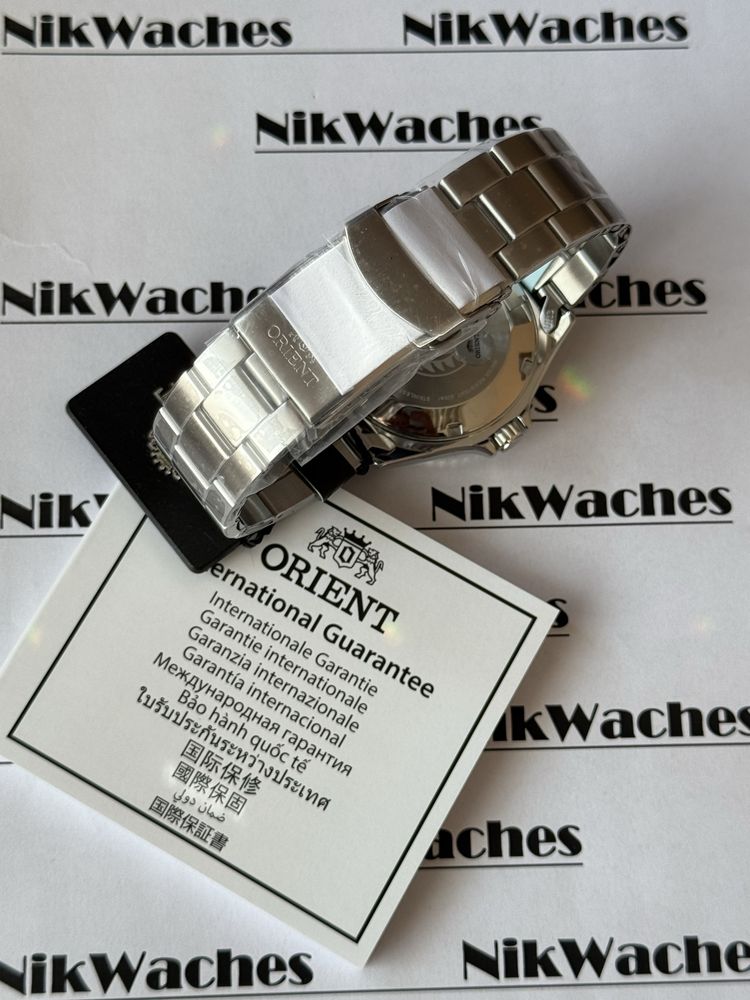 NikWaches
NikWaches
NikWaches
NikWaches
aches
ORIENT
Nik
NikWaches
ORIENT
ernational Guarantee
Internationale Garantie
Garantie internationale
Garanzia internazionale
Garantía internacional
Международная гарантия
Bảo hành quốc tế
ใบรับประกันระหว่างประเทศ
国际保修
國際保固
ضمان دولي
国際保証書
s
NikWaches
aches
NikWaches
NikWaches